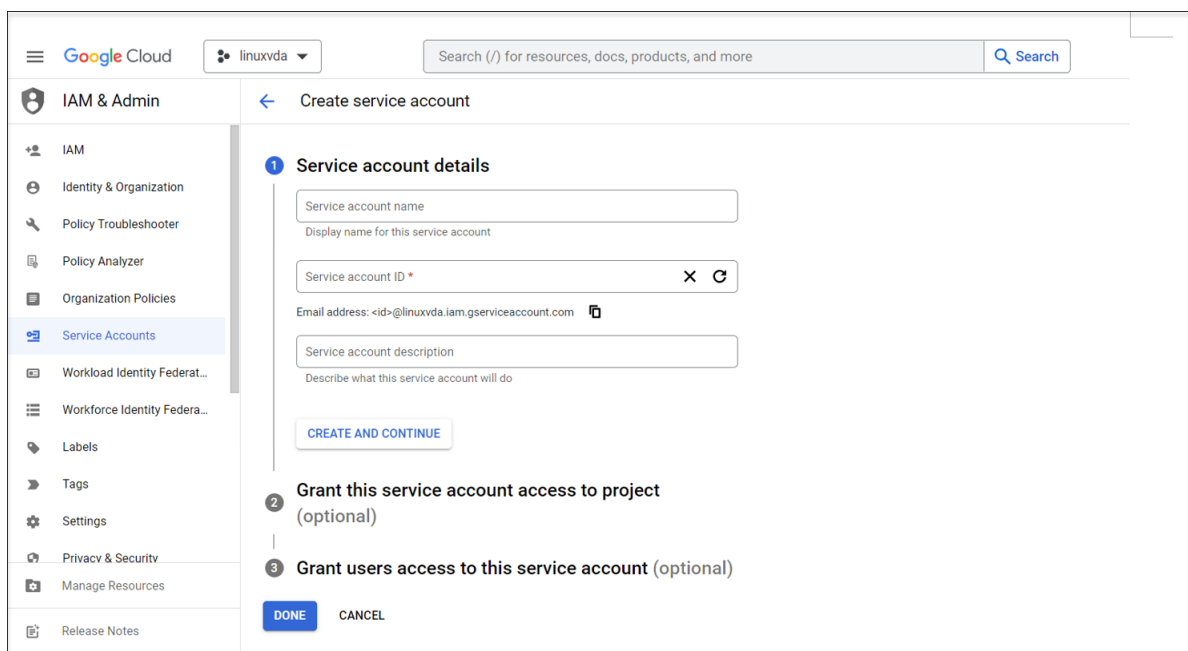 Google Cloud
linuxvda
Search (/) for resources, docs, products, and more
Search
IAM & Admin
Create service account
IAM
Identity & Organization
Policy Troubleshooter
Policy Analyzer
Organization Policies
Service Accounts
Workload Identity Federat...
Workforce Identity Federa...
Labels
Tags
Settings
Privacy & Security
Manage Resources
Release Notes
1 Service account details
Service account name
Display name for this service account
Service account ID *
Email address: <id>@linuxvda.iam.gserviceaccount.com
Service account description
Describe what this service account will do
CREATE AND CONTINUE
2 Grant this service account access to project
(optional)
3 Grant users access to this service account (optional)
DONE CANCEL